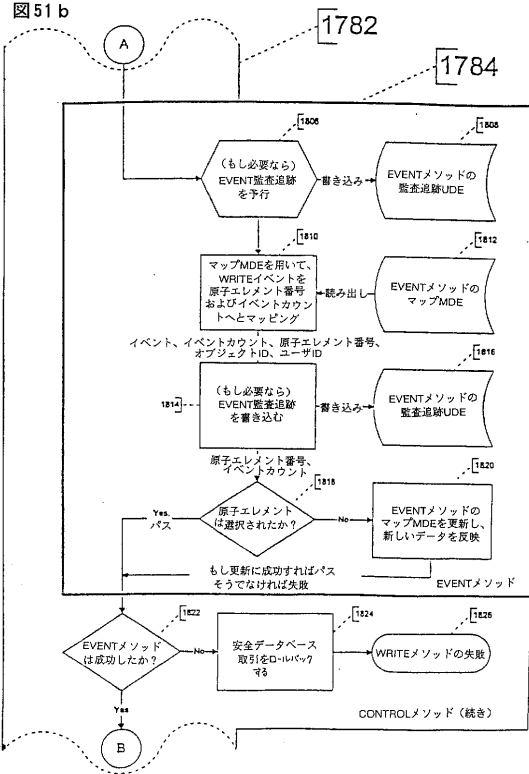 図51b
1782
A
1784
1806
1808
(もし必要なら)
EVENT監査追跡
を予行
書き込み
EVENTメソッドの
監査追跡UDE
1810
1812
マップMDEを用いて、
WRITEイベントを
原子エレメント番号
およびイベントカウント
へとマッピング
読み出し
EVENTメソッドの
マップMDE
イベント、イベントカウント、原子エレメント番号、
オブジェクトID、ユーザID
1816
1814
(もし必要なら)
EVENT監査追跡
を書き込む
書き込み
EVENTメソッドの
監査追跡UDE
原子エレメント番号、
イベントカウント
1818
1820
Yes,
パス
原子エレメント
は選択されたか?
No
EVENTメソッドの
マップMDEを更新し、
新しいデータを反映
もし更新に成功すればパス
そうでなければ失敗
EVENTメソッド
1822
1824
1826
EVENTメソッド
は成功したか?
No
安全データベース
取引をロールバック
する
WRITEメソッドの失敗
Yes
CONTROLメソッド(続き)
B